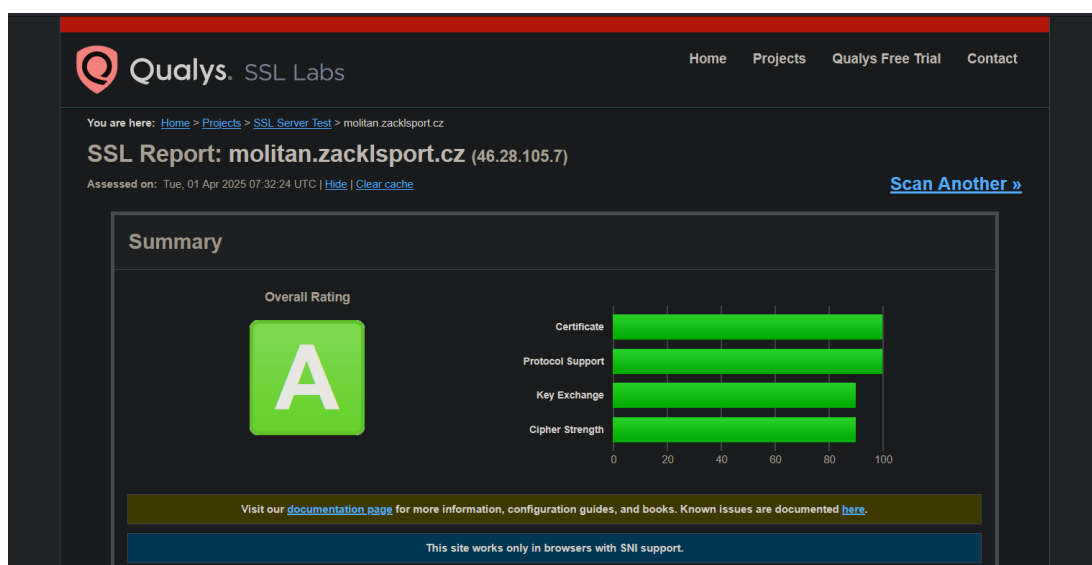 Qualys. SSL Labs
Home Projects Qualys Free Trial Contact
You are here: Home > Projects > SSL Server Test > molitan.zacklsport.cz
SSL Report: molitan.zacklsport.cz (46.28.105.7)
Assessed on: Tue, 01 Apr 2025 07:32:24 UTC | Hide | Clear cache
Scan Another »
Summary
Overall Rating
A
Certificate
Protocol Support
Key Exchange
Cipher Strength
0 20 40 60 80 100
Visit our documentation page for more information, configuration guides, and books. Known issues are documented here.
This site works only in browsers with SNI support.